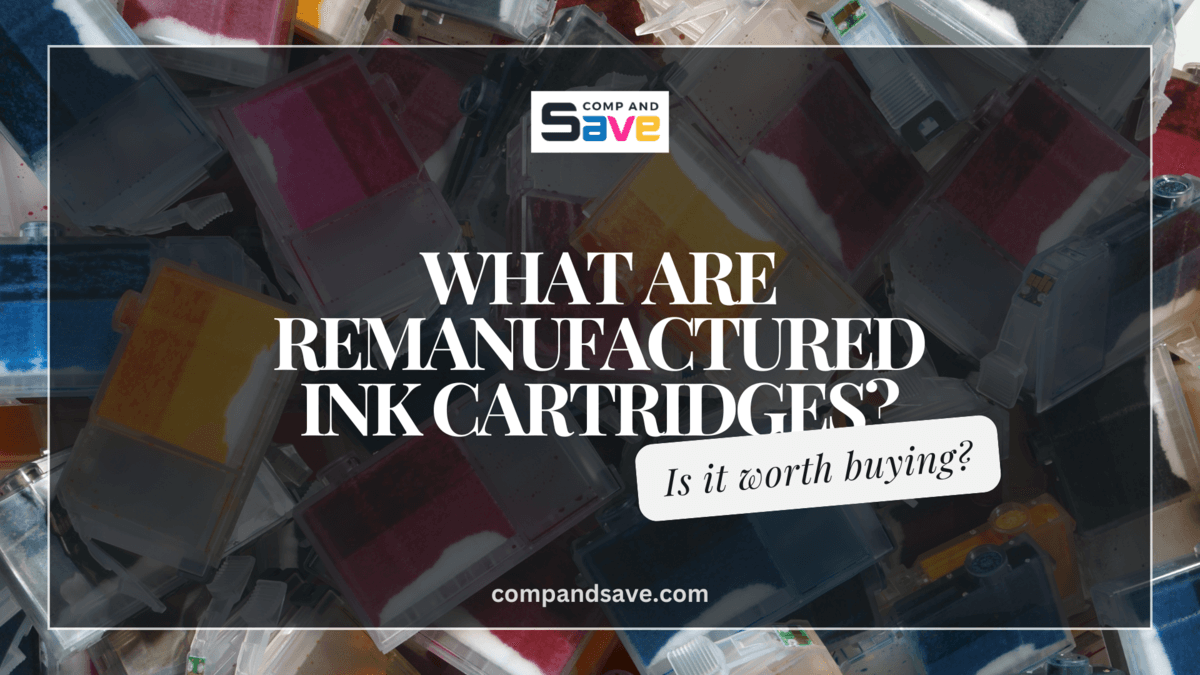 COMP AND
Save
WHAT ARE
REMANUFACTURED
INK CARTRIDGES?
Is it worth buying?
compandsave.com